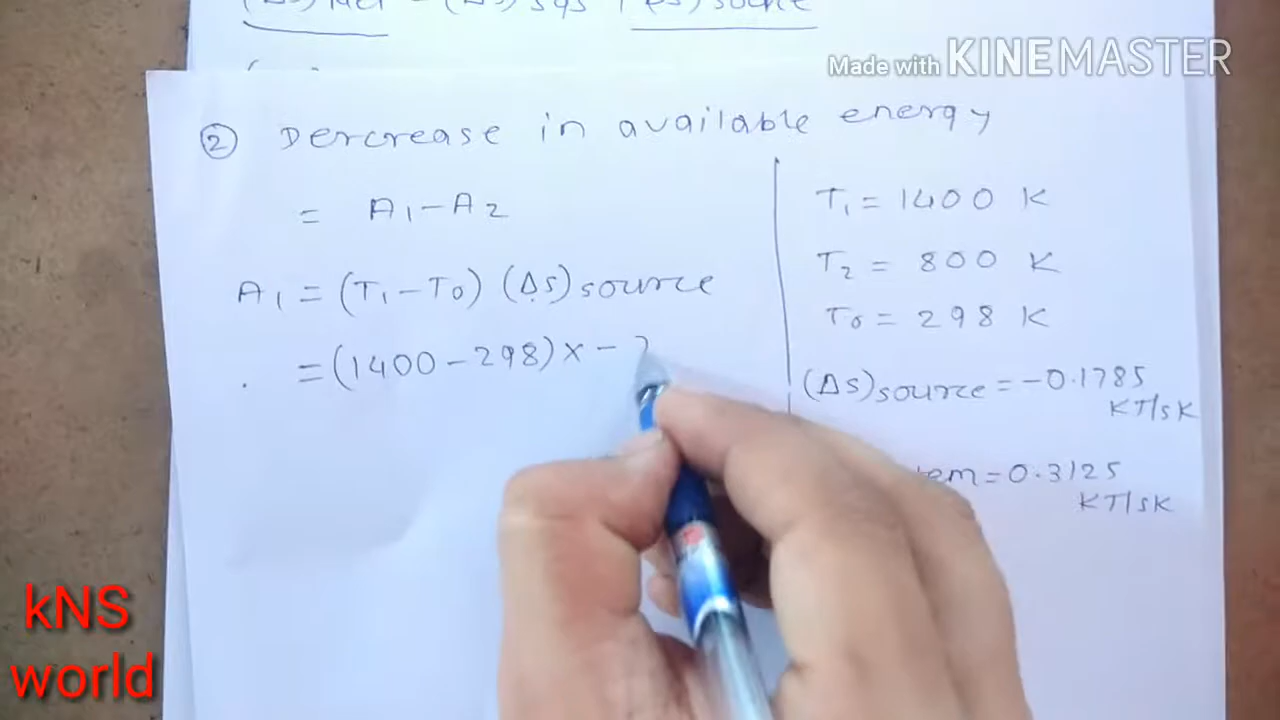 Made with KINEMASTER
② Dercrease in available energy
= A1 - A2
A1 = (T1 - T0) (Δs)source
= (1400 - 298) x -
T1 = 1400 K
T2 = 800 K
T0 = 298 K
(Δs)source = -0.1785
KJ/sK
tem = 0.3125
KJ/sK
kNS
world